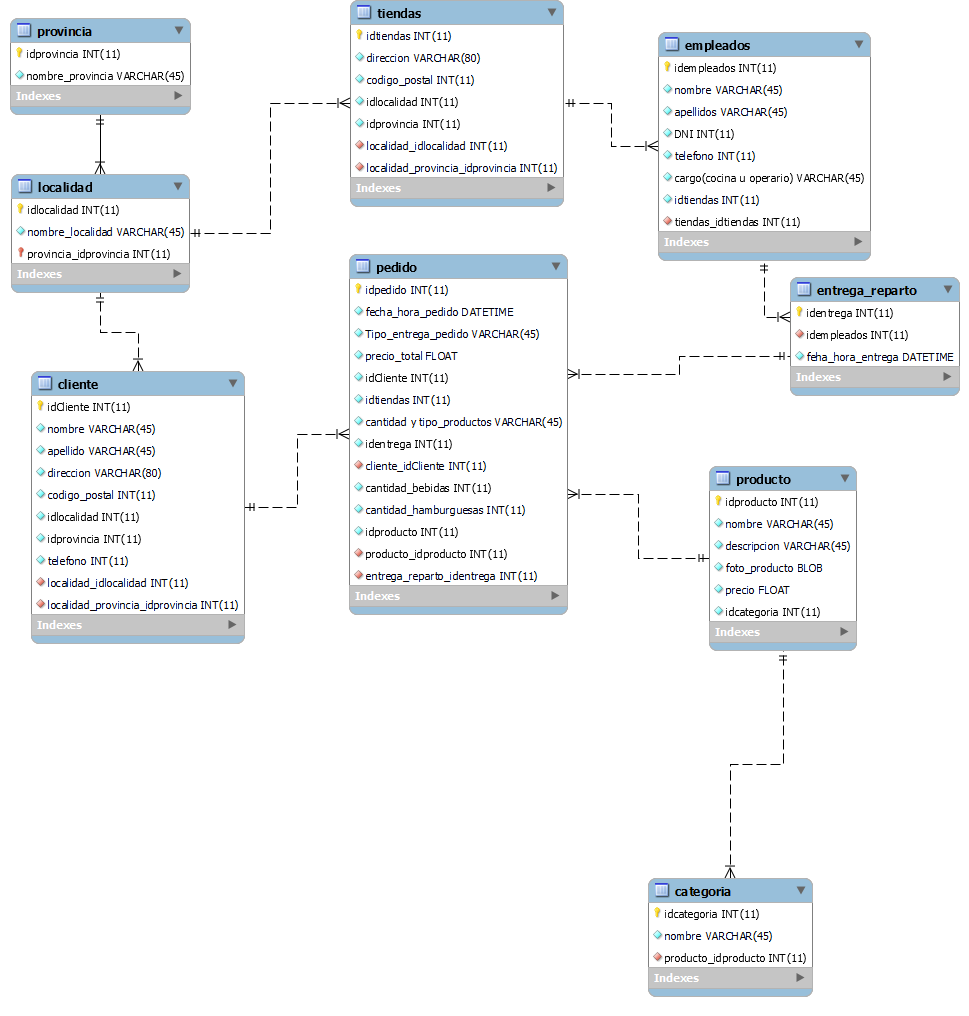 provincia
idprovincia INT(11)
nombre_provincia VARCHAR(45)
Indexes
localidad
idlocalidad INT(11)
nombre_localidad VARCHAR(45)
provincia_idprovincia INT(11)
Indexes
cliente
idCliente INT(11)
nombre VARCHAR(45)
apellido VARCHAR(45)
direccion VARCHAR(80)
codigo_postal INT(11)
idlocalidad INT(11)
idprovincia INT(11)
telefono INT(11)
localidad_idlocalidad INT(11)
localidad_provincia_idprovincia INT(11)
Indexes
tiendas
idtiendas INT(11)
direccion VARCHAR(80)
codigo_postal INT(11)
idlocalidad INT(11)
idprovincia INT(11)
localidad_idlocalidad INT(11)
localidad_provincia_idprovincia INT(11)
Indexes
pedido
idpedido INT(11)
fecha_hora_pedido DATETIME
Tipo_entrega_pedido VARCHAR(45)
precio_total FLOAT
idCliente INT(11)
idtiendas INT(11)
cantidad y tipo_productos VARCHAR(45)
identrega INT(11)
cliente_idCliente INT(11)
cantidad_bebidas INT(11)
cantidad_hamburguesas INT(11)
idproducto INT(11)
producto_idproducto INT(11)
entrega_reparto_identrega INT(11)
Indexes
empleados
idempleados INT(11)
nombre VARCHAR(45)
apellidos VARCHAR(45)
DNI INT(11)
telefono INT(11)
cargo(cocina u operario) VARCHAR(45)
idtiendas INT(11)
tiendas_idtiendas INT(11)
Indexes
entrega_reparto
identrega INT(11)
idempleados INT(11)
feha_hora_entrega DATETIME
Indexes
producto
idproducto INT(11)
nombre VARCHAR(45)
descripcion VARCHAR(45)
foto_producto BLOB
precio FLOAT
idcategoria INT(11)
Indexes
categoria
idcategoria INT(11)
nombre VARCHAR(45)
producto_idproducto INT(11)
Indexes